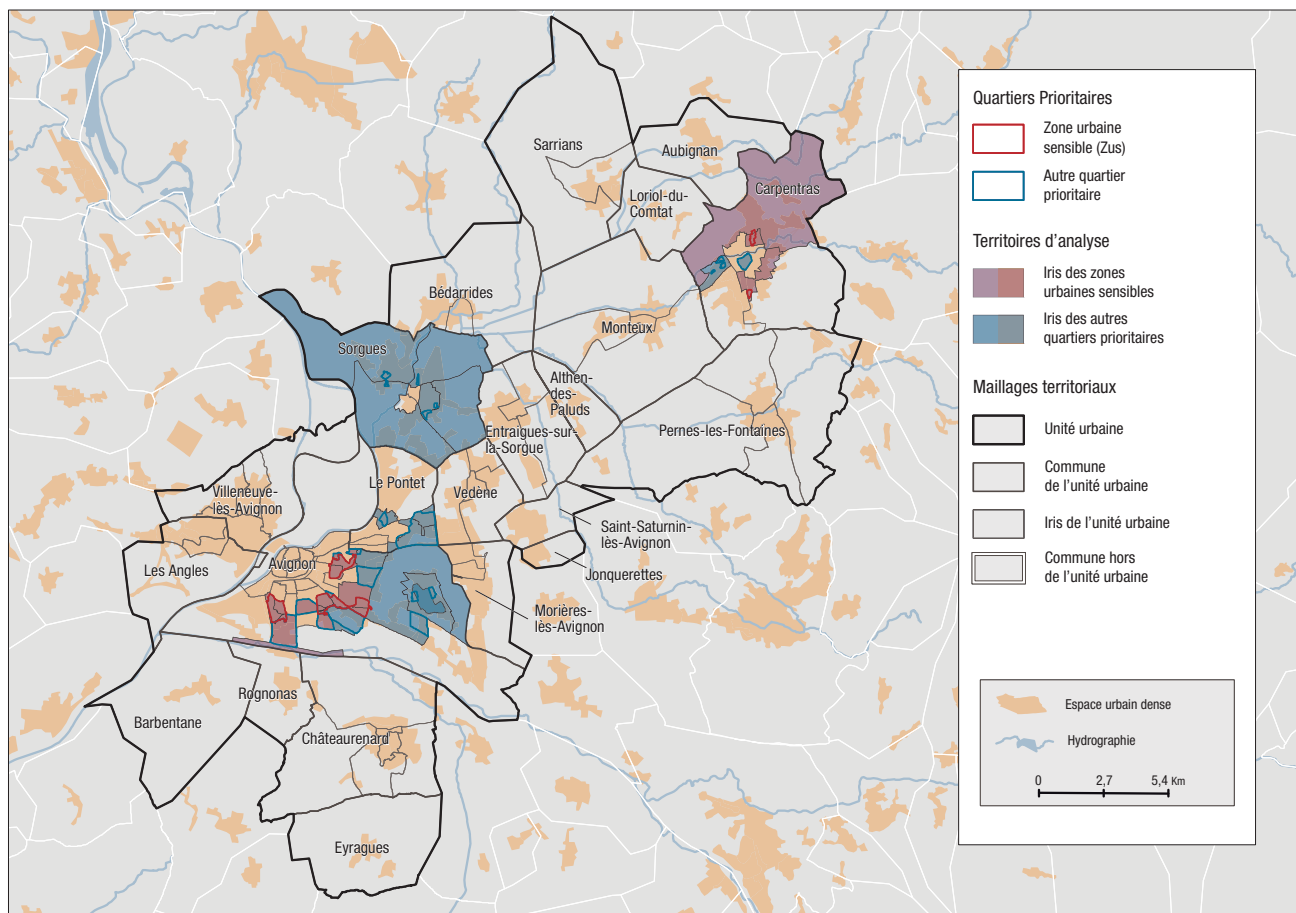 Sarrians
Aubignan
Carpentras
Loriol-du-
Comtat
Bédarrides
Monteux
Sorgues
Althen-
des-
Paluds
Entraigues-sur-
la-Sorgue
Pernes-les-Fontaines
Le Pontet
Vedène
Villeneuve-
lès-Avignon
Saint-Saturnin-
lès-Avignon
Avignon
Les Angles
Jonquerettes
Morières-
lès-Avignon
Rognonas
Barbentane
Châteaurenard
Eyragues
Quartiers Prioritaires
Zone urbaine
sensible (Zus)
Autre quartier
prioritaire
Territoires d'analyse
Iris des zones
urbaines sensibles
Iris des autres
quartiers prioritaires
Maillages territoriaux
Unité urbaine
Commune
de l'unité urbaine
Iris de l'unité urbaine
Commune hors
de l'unité urbaine
Espace urbain dense
Hydrographie
0 2,7 5,4 Km